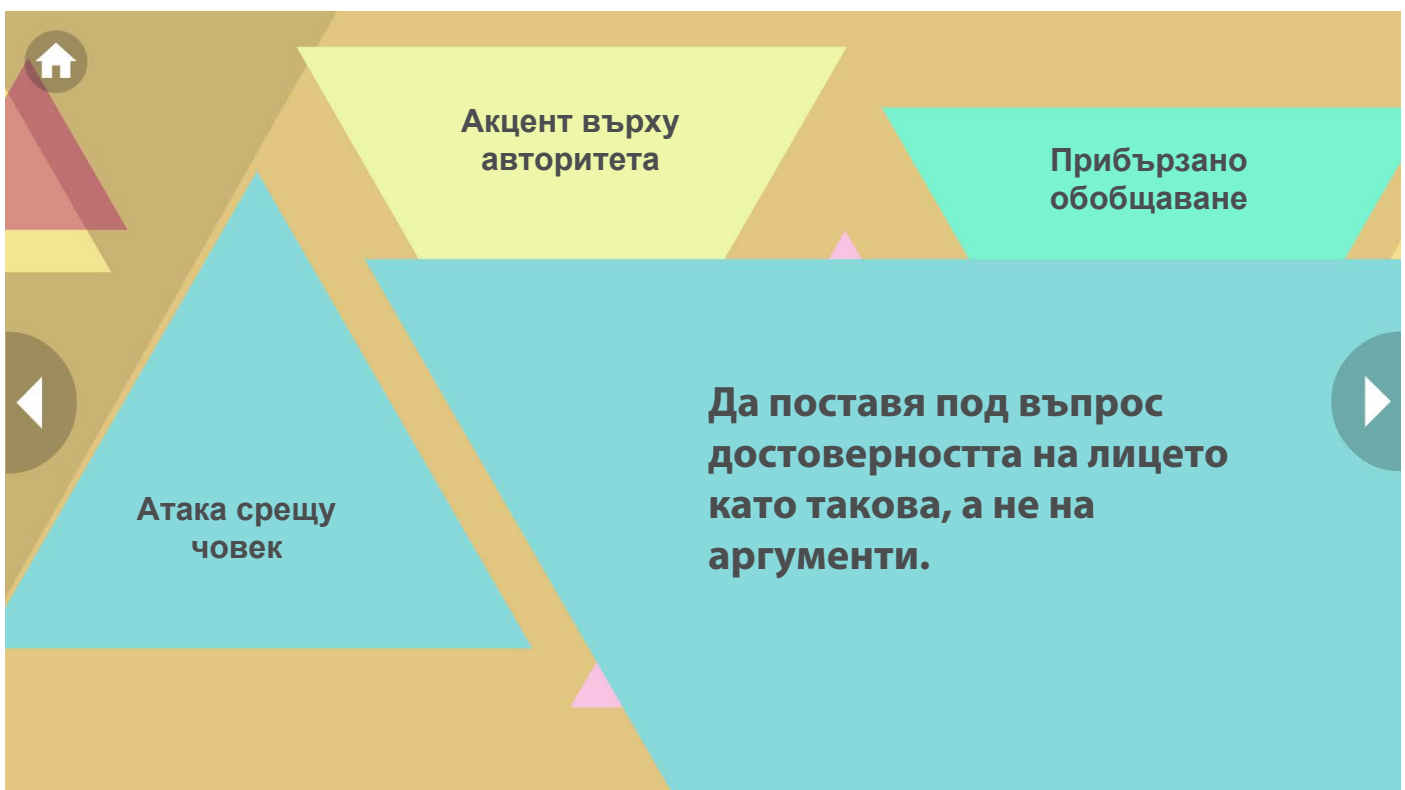 Акцент върху
авторитета
Прибързано
обобщаване
Атака срещу
човек
Да поставя под въпрос
достоверността на лицето
като такова, а не на
аргументи.